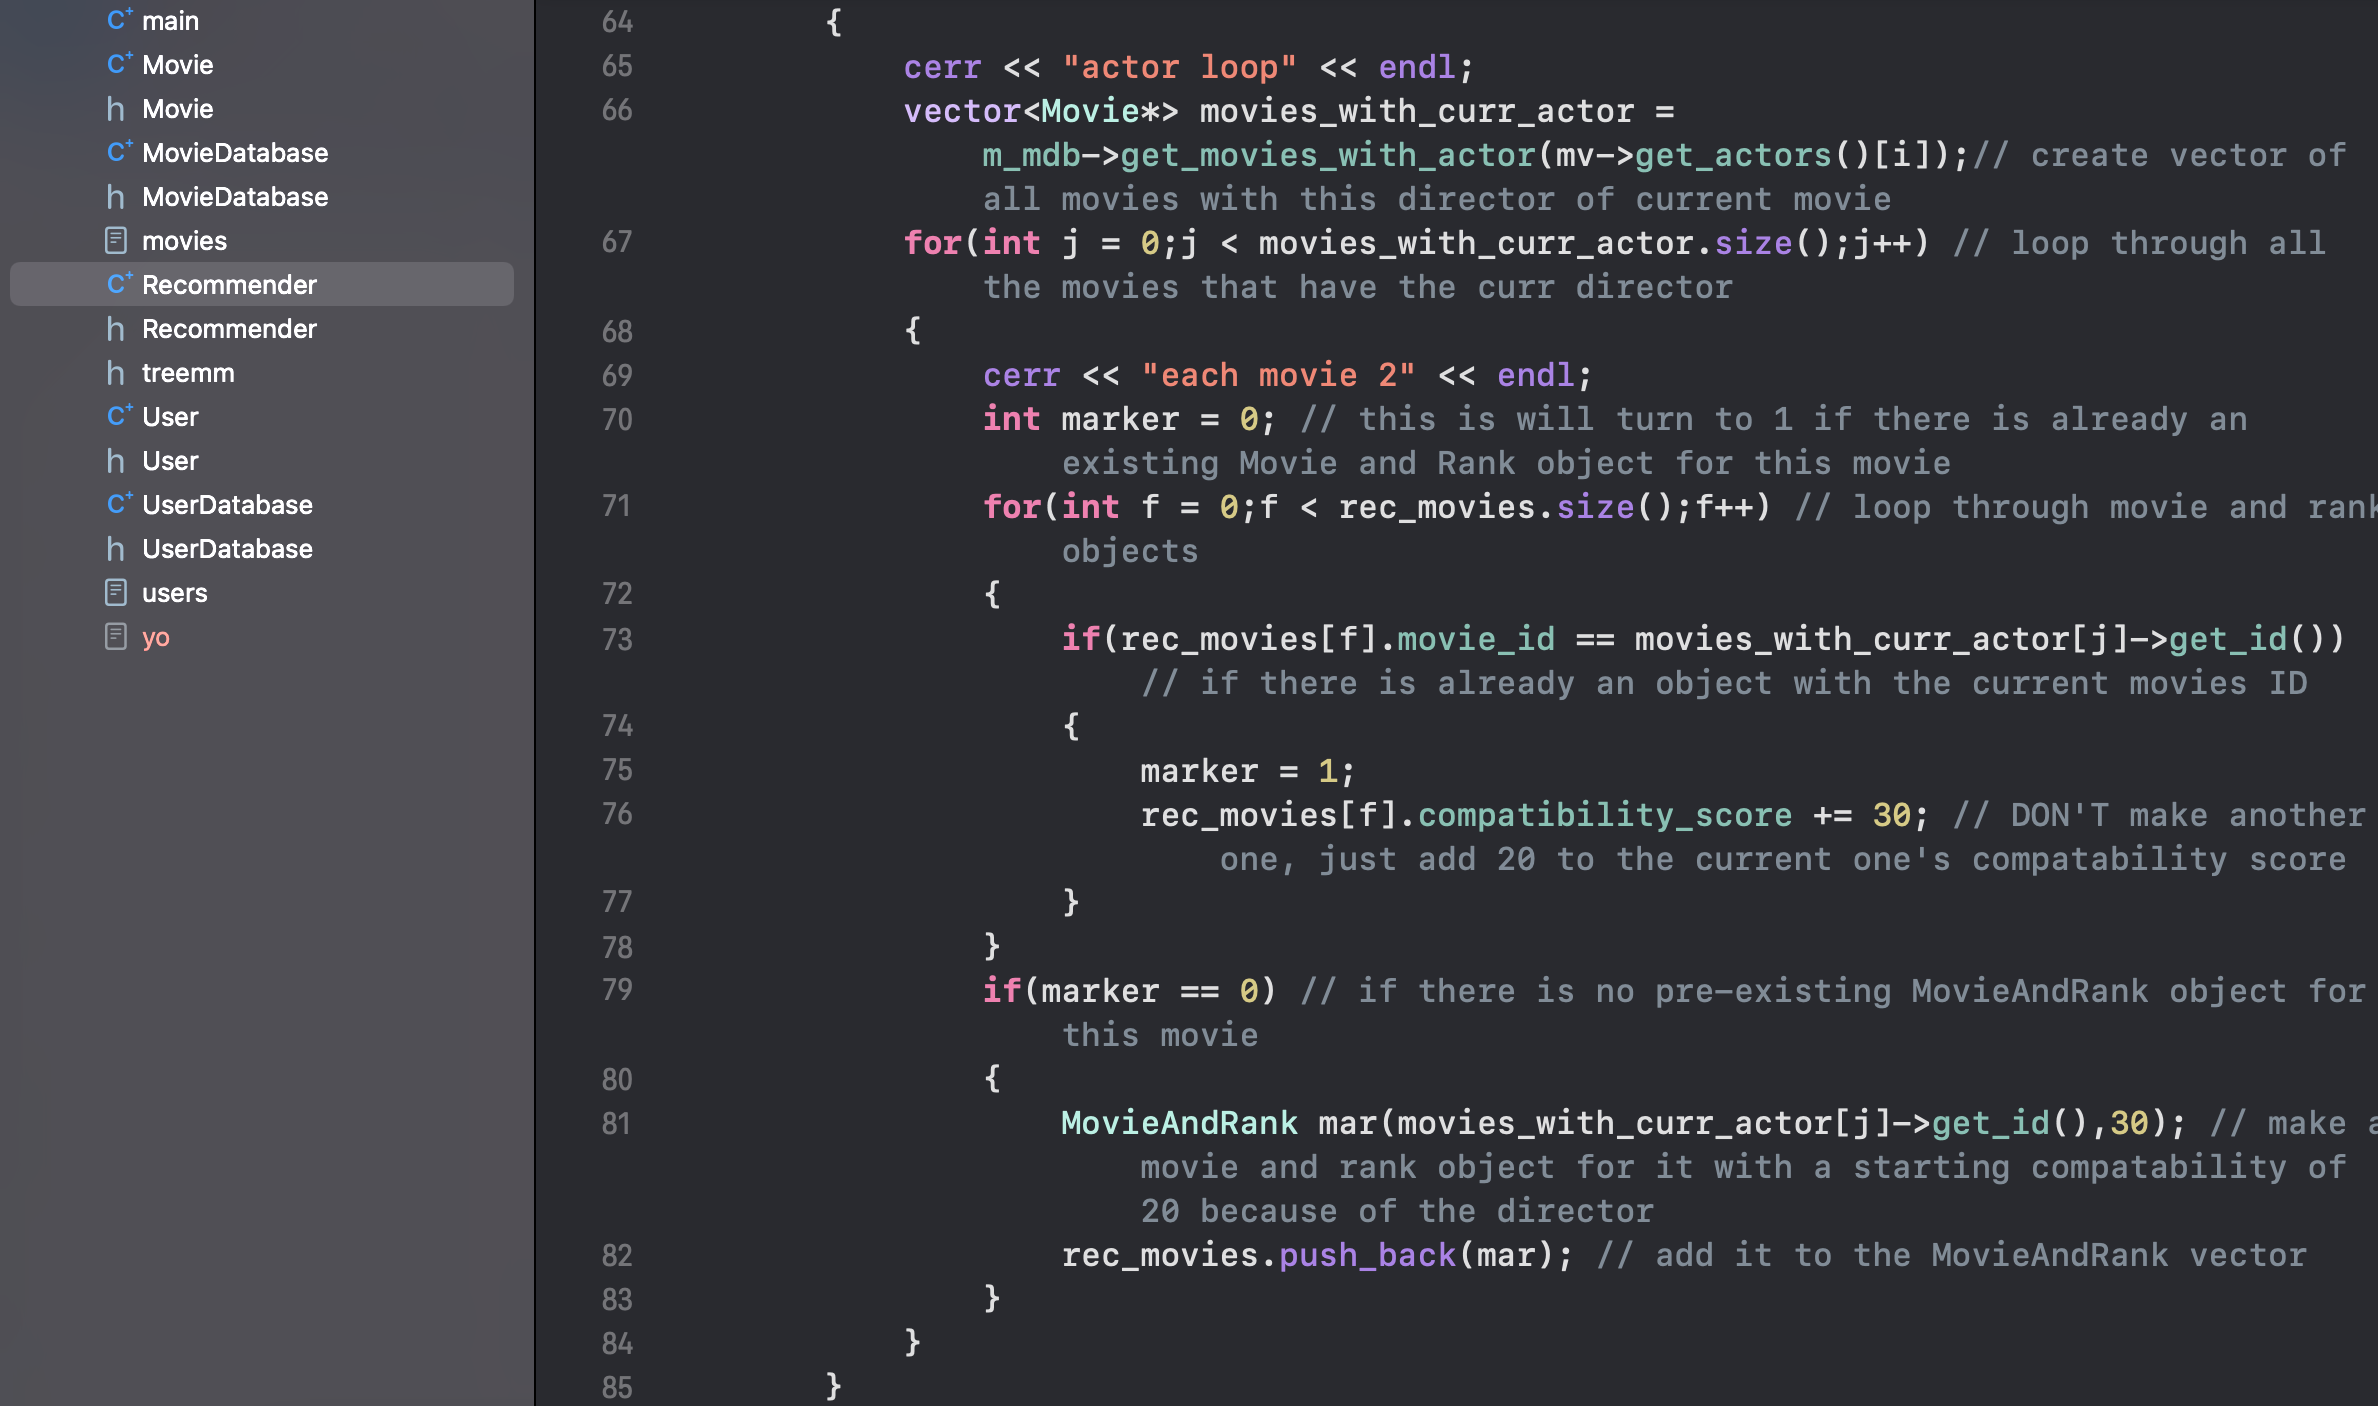 main
Movie
Movie
MovieDatabase
MovieDatabase
movies
Recommender
Recommender
treemm
User
User
UserDatabase
UserDatabase
users
yo
64 {
65 cerr << "actor loop" << endl;
66 vector<Movie*> movies_with_curr_actor =
m_mdb->get_movies_with_actor(mv->get_actors()[i]);// create vector of
all movies with this director of current movie
67 for(int j = 0;j < movies_with_curr_actor.size();j++) // loop through all
the movies that have the curr director
68 {
69 cerr << "each movie 2" << endl;
70 int marker = 0; // this is will turn to 1 if there is already an
existing Movie and Rank object for this movie
71 for(int f = 0;f < rec_movies.size();f++) // loop through movie and rank
objects
72 {
73 if(rec_movies[f].movie_id == movies_with_curr_actor[j]->get_id())
// if there is already an object with the current movies ID
74 {
75 marker = 1;
76 rec_movies[f].compatibility_score += 30; // DON'T make another
one, just add 20 to the current one's compatability score
77 }
78 }
79 if(marker == 0) // if there is no pre-existing MovieAndRank object for
this movie
80 {
81 MovieAndRank mar(movies_with_curr_actor[j]->get_id(),30); // make a
movie and rank object for it with a starting compatability of
20 because of the director
82 rec_movies.push_back(mar); // add it to the MovieAndRank vector
83 }
84 }
85 }